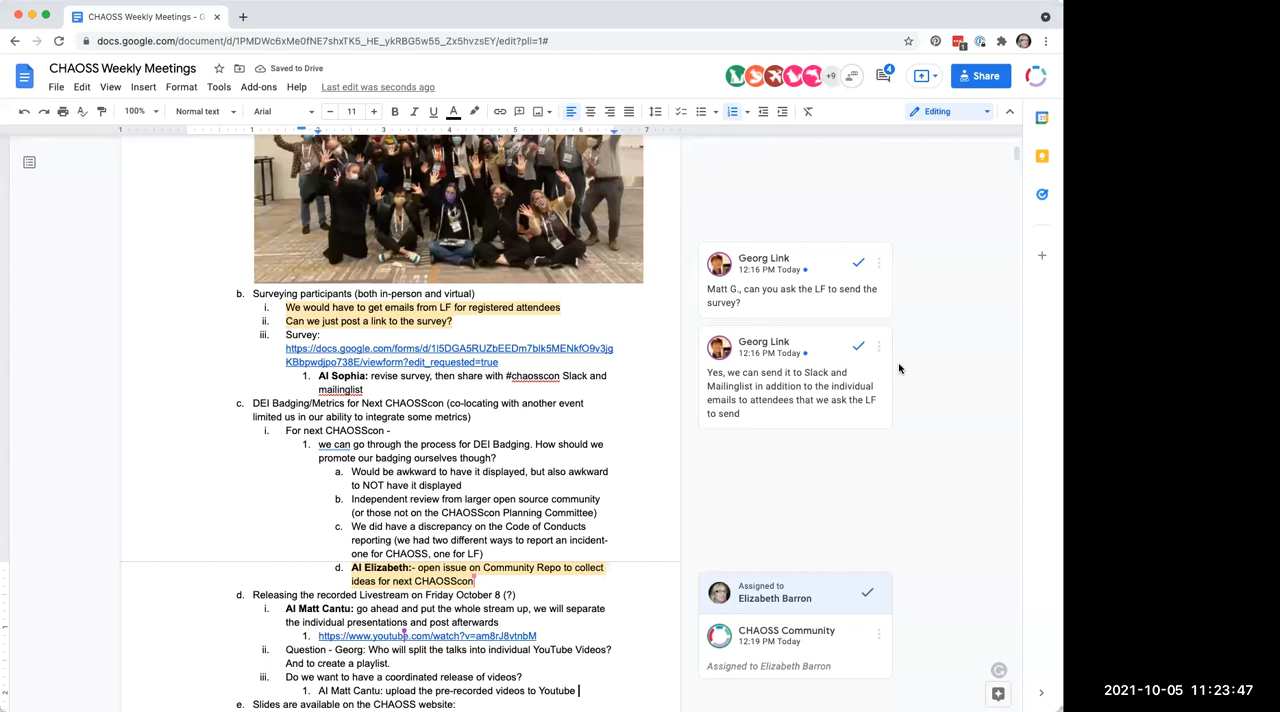 CHAOSS Weekly Meetings - G
docs.google.com/document/d/1PMDWc6xMe0fNE7shxTK5_HE_ykRBG5w55_Zx5hvzsEY/edit?pli=1#
1
CHAOSS Weekly Meetings
Saved to Drive
File Edit View Insert Format Tools Add-ons Help Last edit was seconds ago
+9
4
Share
100% Normal text Arial 11 Editing
1 1 2 3 4 5 6 7
b. Surveying participants (both in-person and virtual)
i. We would have to get emails from LF for registered attendees
ii. Can we just post a link to the survey?
iii. Survey:
https://docs.google.com/forms/d/1l5DGA5RUZbEEDm7blk5MENkfO9v3jg
KBbpwdjpo738E/viewform?edit_requested=true
1. AI Sophia: revise survey, then share with #chaosscon Slack and
mailinglist
c. DEI Badging/Metrics for Next CHAOSScon (co-locating with another event
limited us in our ability to integrate some metrics)
i. For next CHAOSScon -
1. we can go through the process for DEI Badging. How should we
promote our badging ourselves though?
a. Would be awkward to have it displayed, but also awkward
to NOT have it displayed
b. Independent review from larger open source community
(or those not on the CHAOSScon Planning Committee)
c. We did have a discrepancy on the Code of Conducts
reporting (we had two different ways to report an incident-
one for CHAOSS, one for LF)
d. AI Elizabeth:- open issue on Community Repo to collect
ideas for next CHAOSScon
d. Releasing the recorded Livestream on Friday October 8 (?)
i. AI Matt Cantu: go ahead and put the whole stream up, we will separate
the individual presentations and post afterwards
1. https://www.youtube.com/watch?v=am8rJ8vtnbM
ii. Question - Georg: Who will split the talks into individual YouTube Videos?
And to create a playlist.
iii. Do we want to have a coordinated release of videos?
1. AI Matt Cantu: upload the pre-recorded videos to Youtube
e. Slides are available on the CHAOSS website:
Georg Link
12:16 PM Today
Matt G., can you ask the LF to send the
survey?
Georg Link
12:16 PM Today
Yes, we can send it to Slack and
Mailinglist in addition to the individual
emails to attendees that we ask the LF
to send
Assigned to
Elizabeth Barron
CHAOSS Community
12:19 PM Today
Assigned to Elizabeth Barron
2021-10-05 11:23:47